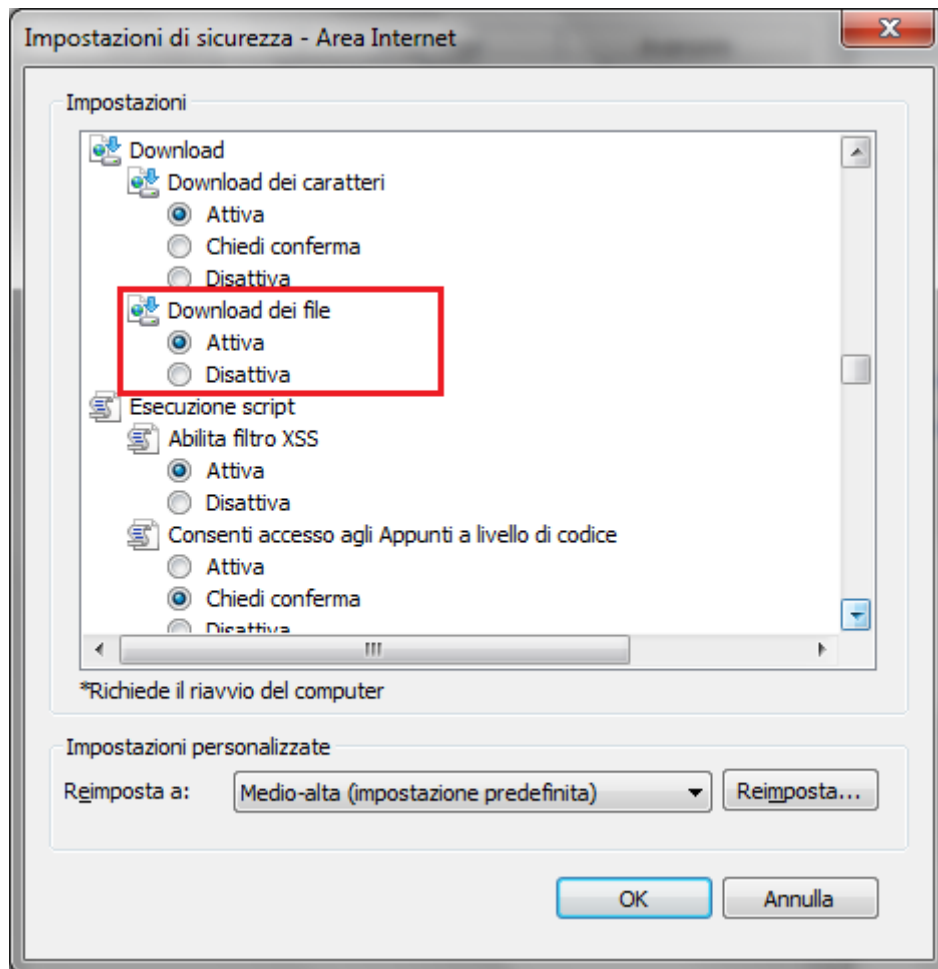 Impostazioni di sicurezza - Area Internet
Impostazioni
Download
Download dei caratteri
Attiva
Chiedi conferma
Disattiva
Download dei file
Attiva
Disattiva
Esecuzione script
Abilita filtro XSS
Attiva
Disattiva
Consenti accesso agli Appunti a livello di codice
Attiva
Chiedi conferma
Disattiva
*Richiede il riavvio del computer
Impostazioni personalizzate
Reimposta a: Medio-alta (impostazione predefinita) Reimposta...
OK Annulla